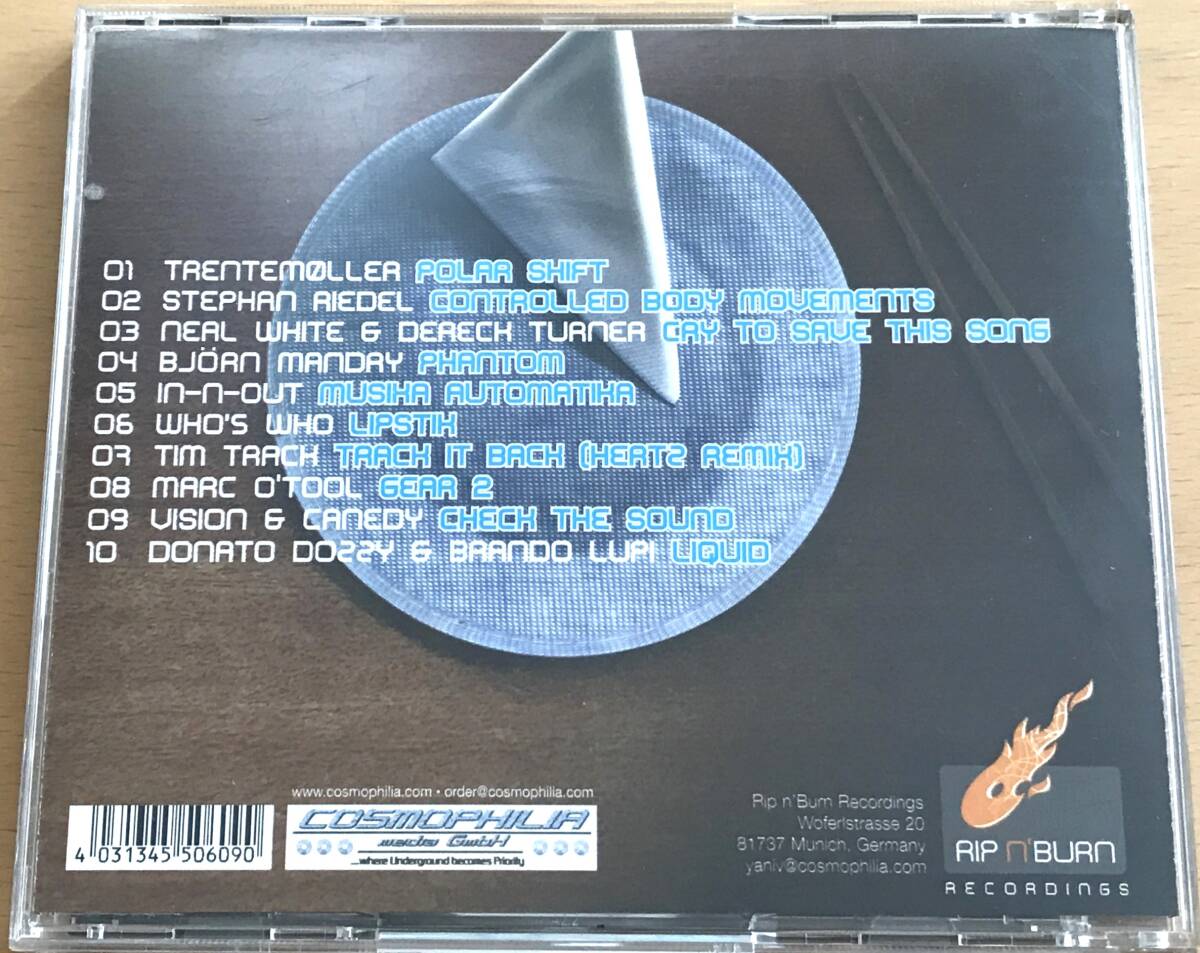 01 TRENTEMØLLER POLAR SHIFT
02 STEPHAN RIEDEL CONTROLLED BODY MOVEMENTS
03 NEAL WHITE & DERECK TURNER CRY TO SAVE THIS SONG
04 BJÖRN MANDRY PHANTOM
05 IN-N-OUT MUSIKA AUTOMATIKA
06 WHO'S WHO LIPSTIK
07 TIM TRACK TRACK IT BACK (HERTZ REMIX)
08 MARC O'TOOL GEAR 2
09 VISION & CANEDY CHECK THE SOUND
10 DONATO DOZZY & BRANDO LUPI LIQUID
www.cosmophilia.com • order@cosmophilia.com
COSMOPHILIA
media GmbH
...where Underground becomes Priority
4 031345 506090
Rip n'Burn Recordings
Woferlstrasse 20
81737 Munich, Germany
yaniv@cosmophilia.com
RIP N'BURN
RECORDINGS